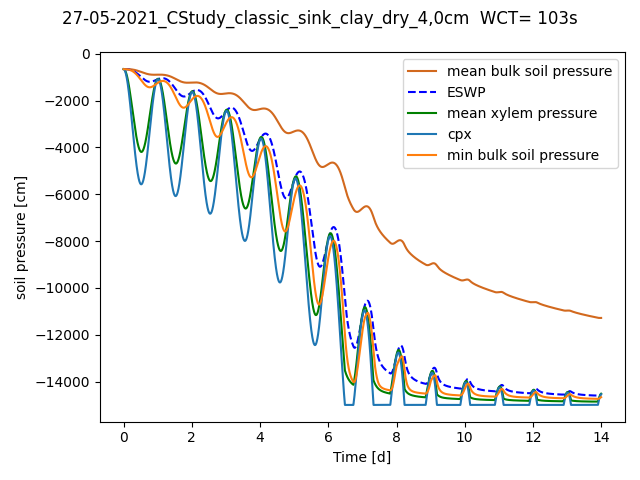 27-05-2021_CStudy_classic_sink_clay_dry_4,0cm  WCT= 103s
0
−2000
−4000
−6000
−8000
−10000
−12000
−14000
soil pressure [cm]
mean bulk soil pressure
ESWP
mean xylem pressure
cpx
min bulk soil pressure
0 2 4 6 8 10 12 14
Time [d]